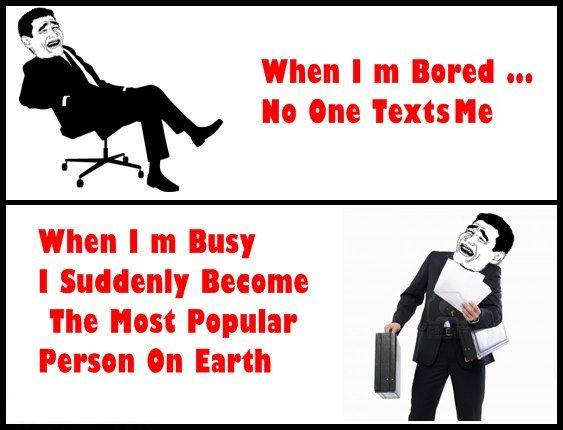 When I m Bored ...
No One Texts Me
When I m Busy
I Suddenly Become
The Most Popular
Person On Earth